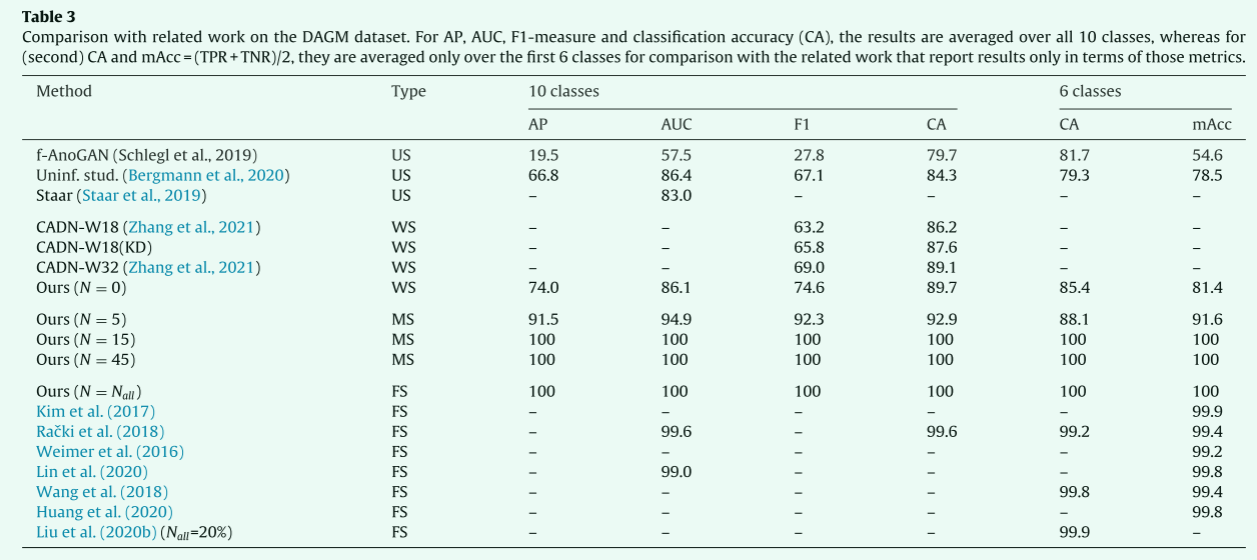 Table 3
Comparison with related work on the DAGM dataset. For AP, AUC, F1-measure and classification accuracy (CA), the results are averaged over all 10 classes, whereas for
(second) CA and mAcc = (TPR + TNR)/2, they are averaged only over the first 6 classes for comparison with the related work that report results only in terms of those metrics.
Method Type 10 classes 6 classes
AP AUC F1 CA CA mAcc
f-AnoGAN (Schlegl et al., 2019) US 19.5 57.5 27.8 79.7 81.7 54.6
Uninf. stud. (Bergmann et al., 2020) US 66.8 86.4 67.1 84.3 79.3 78.5
Staar (Staar et al., 2019) US – 83.0 – – – –
CADN-W18 (Zhang et al., 2021) WS – – 63.2 86.2 – –
CADN-W18(KD) WS – – 65.8 87.6 – –
CADN-W32 (Zhang et al., 2021) WS – – 69.0 89.1 – –
Ours (N = 0) WS 74.0 86.1 74.6 89.7 85.4 81.4
Ours (N = 5) MS 91.5 94.9 92.3 92.9 88.1 91.6
Ours (N = 15) MS 100 100 100 100 100 100
Ours (N = 45) MS 100 100 100 100 100 100
Ours (N = Nall) FS 100 100 100 100 100 100
Kim et al. (2017) FS – – – – – 99.9
Rački et al. (2018) FS – 99.6 – 99.6 99.2 99.4
Weimer et al. (2016) FS – – – – – 99.2
Lin et al. (2020) FS – 99.0 – – – 99.8
Wang et al. (2018) FS – – – – 99.8 99.4
Huang et al. (2020) FS – – – – – 99.8
Liu et al. (2020b) (Nall=20%) FS – – – – 99.9 –